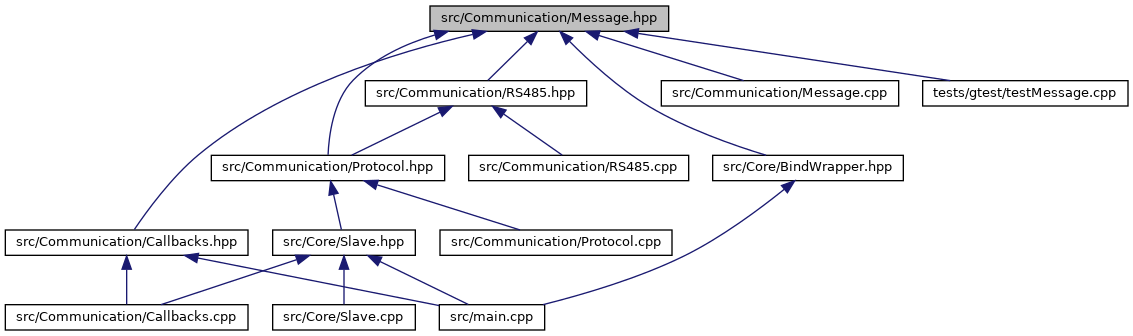 src/Communication/Message.hpp
src/Communication/RS485.hpp
src/Communication/Message.cpp
tests/gtest/testMessage.cpp
src/Communication/Protocol.hpp
src/Communication/RS485.cpp
src/Core/BindWrapper.hpp
src/Communication/Callbacks.hpp
src/Core/Slave.hpp
src/Communication/Protocol.cpp
src/Communication/Callbacks.cpp
src/Core/Slave.cpp
src/main.cpp